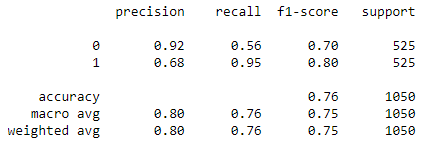 precision recall f1-score support
0 0.92 0.56 0.70 525
1 0.68 0.95 0.80 525
accuracy 0.76 1050
macro avg 0.80 0.76 0.75 1050
weighted avg 0.80 0.76 0.75 1050